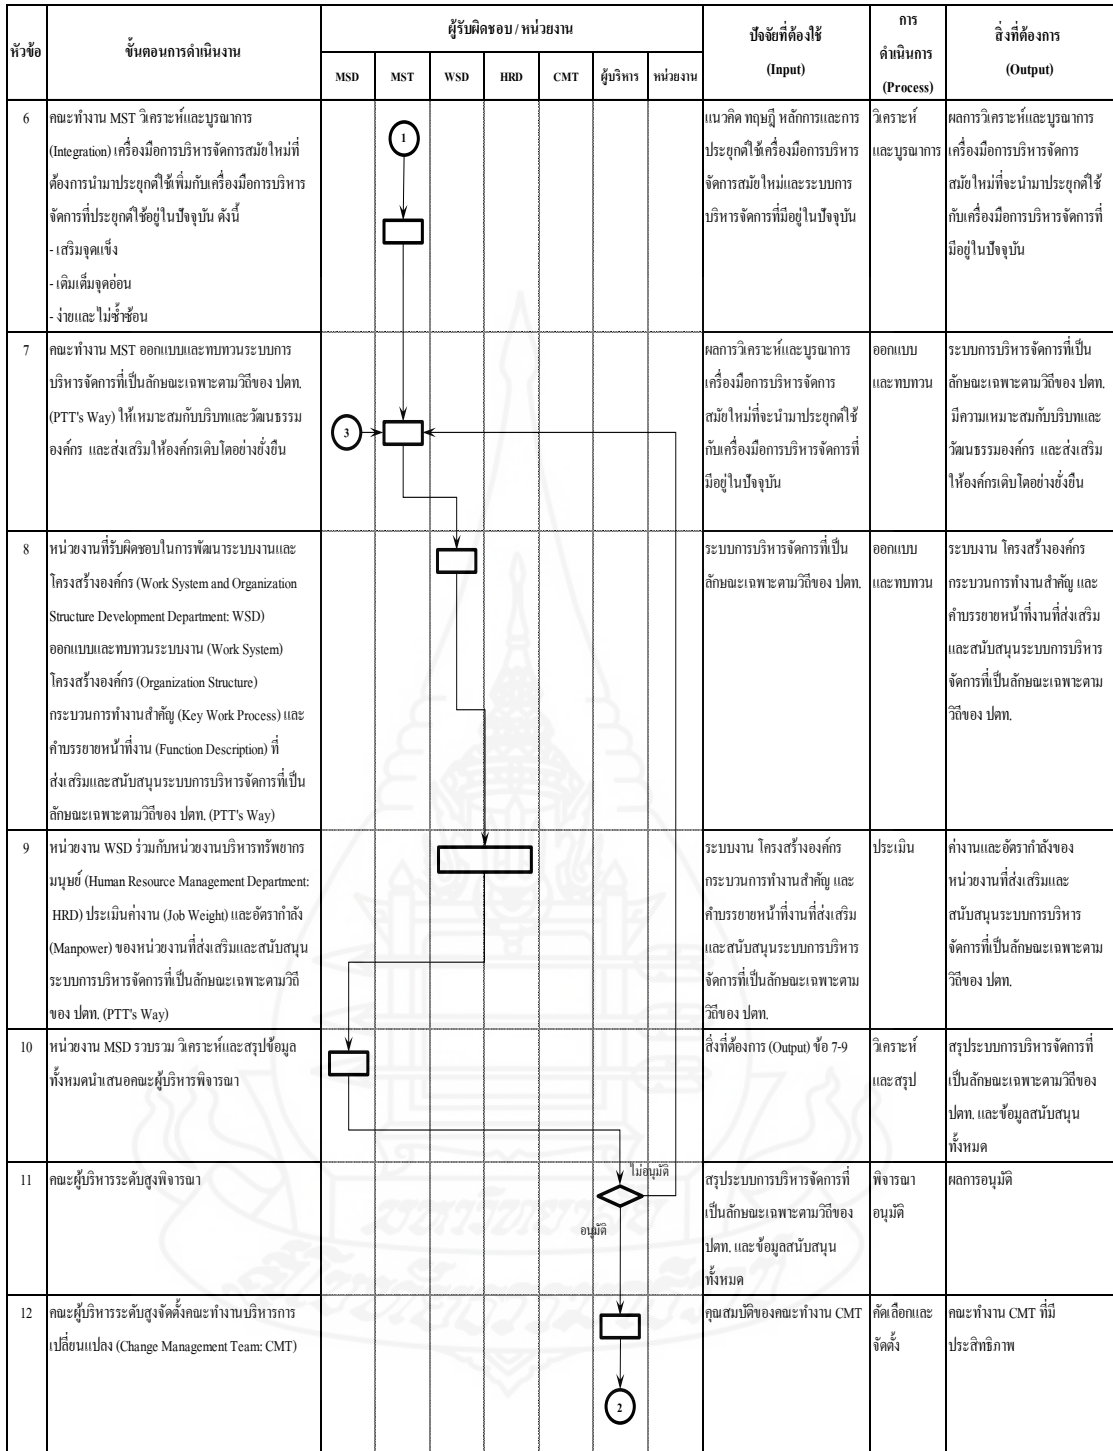 หัวข้อ
ขั้นตอนการดำเนินงาน
ผู้รับผิดชอบ / หน่วยงาน
ปัจจัยที่ต้องใช้
(Input)
การ
ดำเนินการ
(Process)
สิ่งที่ต้องการ
(Output)
MSD
MST
WSD
HRD
CMT
ผู้บริหาร
หน่วยงาน
6
คณะทำงาน MST วิเคราะห์และบูรณาการ
(Integration) เครื่องมือการบริหารจัดการสมัยใหม่ที่
ต้องการนำมาประยุกต์ใช้เพิ่มกับเครื่องมือการบริหาร
จัดการที่ประยุกต์ใช้อยู่ในปัจจุบัน ดังนี้
- เสริมจุดแข็ง
- เติมเต็มจุดอ่อน
- ง่ายและไม่ซ้ำซ้อน
1
แนวคิด ทฤษฎี หลักการและการ
ประยุกต์ใช้เครื่องมือการบริหาร
จัดการสมัยใหม่และระบบการ
บริหารจัดการที่มีอยู่ในปัจจุบัน
วิเคราะห์
และบูรณาการ
ผลการวิเคราะห์และบูรณาการ
เครื่องมือการบริหารจัดการ
สมัยใหม่ที่จะนำมาประยุกต์ใช้
กับเครื่องมือการบริหารจัดการที่
มีอยู่ในปัจจุบัน
7
คณะทำงาน MST ออกแบบและทบทวนระบบการ
บริหารจัดการที่เป็นลักษณะเฉพาะตามวิถีของ ปตท.
(PTT's Way) ให้เหมาะสมกับบริบทและวัฒนธรรม
องค์กร และส่งเสริมให้องค์กรเติบโตอย่างยั่งยืน
3
ผลการวิเคราะห์และบูรณาการ
เครื่องมือการบริหารจัดการ
สมัยใหม่ที่จะนำมาประยุกต์ใช้
กับเครื่องมือการบริหารจัดการที่
มีอยู่ในปัจจุบัน
ออกแบบ
และทบทวน
ระบบการบริหารจัดการที่เป็น
ลักษณะเฉพาะตามวิถีของ ปตท.
มีความเหมาะสมกับบริบทและ
วัฒนธรรมองค์กร และส่งเสริม
ให้องค์กรเติบโตอย่างยั่งยืน
8
หน่วยงานที่รับผิดชอบในการพัฒนาระบบงานและ
โครงสร้างองค์กร (Work System and Organization
Structure Development Department: WSD)
ออกแบบและทบทวนระบบงาน (Work System)
โครงสร้างองค์กร (Organization Structure)
กระบวนการทำงานสำคัญ (Key Work Process) และ
คำบรรยายหน้าที่งาน (Function Description) ที่
ส่งเสริมและสนับสนุนระบบการบริหารจัดการที่เป็น
ลักษณะเฉพาะตามวิถีของ ปตท. (PTT's Way)
ระบบการบริหารจัดการที่เป็น
ลักษณะเฉพาะตามวิถีของ ปตท.
ออกแบบ
และทบทวน
ระบบงาน โครงสร้างองค์กร
กระบวนการทำงานสำคัญ และ
คำบรรยายหน้าที่งานที่ส่งเสริม
และสนับสนุนระบบการบริหาร
จัดการที่เป็นลักษณะเฉพาะตาม
วิถีของ ปตท.
9
หน่วยงาน WSD ร่วมกับหน่วยงานบริหารทรัพยากร
มนุษย์ (Human Resource Management Department:
HRD) ประเมินค่างาน (Job Weight) และอัตรากำลัง
(Manpower) ของหน่วยงานที่ส่งเสริมและสนับสนุน
ระบบการบริหารจัดการที่เป็นลักษณะเฉพาะตามวิถี
ของ ปตท. (PTT's Way)
ระบบงาน โครงสร้างองค์กร
กระบวนการทำงานสำคัญ และ
คำบรรยายหน้าที่งานที่ส่งเสริม
และสนับสนุนระบบการบริหาร
จัดการที่เป็นลักษณะเฉพาะตาม
วิถีของ ปตท.
ประเมิน
ค่างานและอัตรากำลังของ
หน่วยงานที่ส่งเสริมและ
สนับสนุนระบบการบริหาร
จัดการที่เป็นลักษณะเฉพาะตาม
วิถีของ ปตท.
10
หน่วยงาน MSD รวบรวม วิเคราะห์และสรุปข้อมูล
ทั้งหมดนำเสนอคณะผู้บริหารพิจารณา
สิ่งที่ต้องการ (Output) ข้อ 7-9
วิเคราะห์
และสรุป
สรุประบบการบริหารจัดการที่
เป็นลักษณะเฉพาะตามวิถีของ
ปตท. และข้อมูลสนับสนุน
ทั้งหมด
11
คณะผู้บริหารระดับสูงพิจารณา
ไม่อนุมัติ
อนุมัติ
สรุประบบการบริหารจัดการที่
เป็นลักษณะเฉพาะตามวิถีของ
ปตท. และข้อมูลสนับสนุน
ทั้งหมด
พิจารณา
อนุมัติ
ผลการอนุมัติ
12
คณะผู้บริหารระดับสูงจัดตั้งคณะทำงานบริหารการ
เปลี่ยนแปลง (Change Management Team: CMT)
2
คุณสมบัติของคณะทำงาน CMT
คัดเลือกและ
จัดตั้ง
คณะทำงาน CMT ที่มี
ประสิทธิภาพ